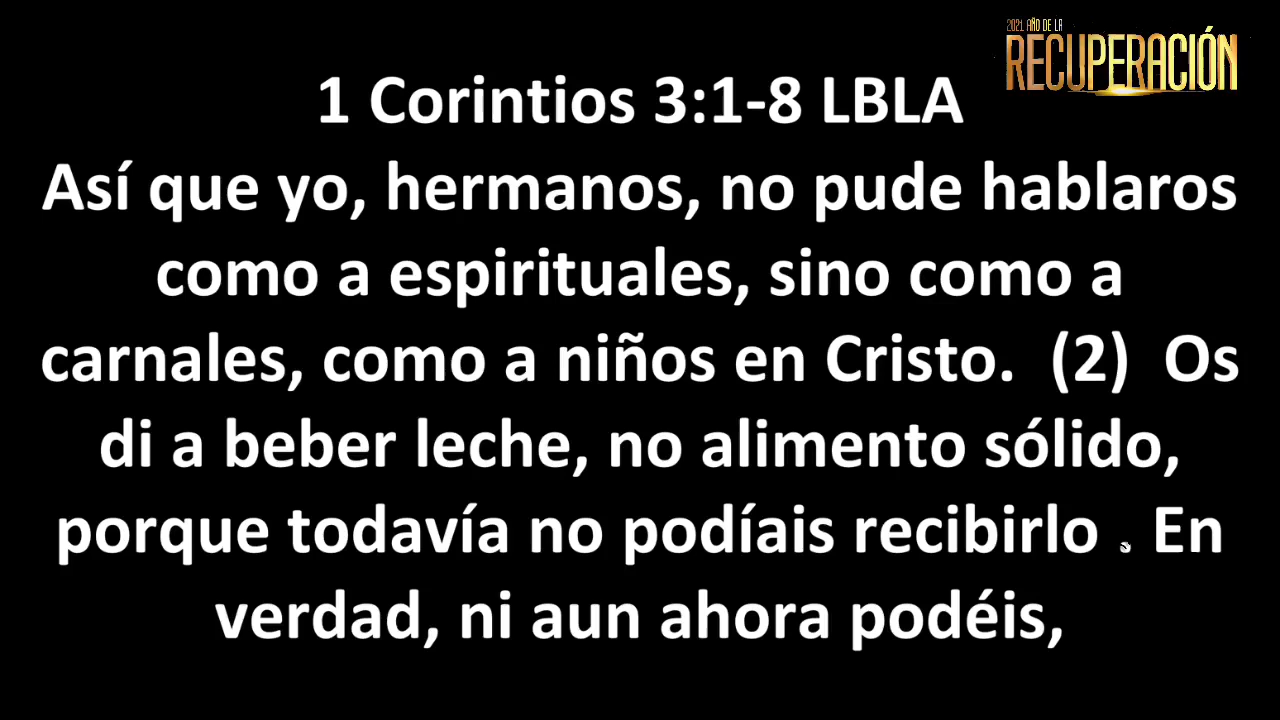 2021 AÑO DE LA
RECUPERACIÓN
1 Corintios 3:1-8 LBLA
Así que yo, hermanos, no pude hablaros
como a espirituales, sino como a
carnales, como a niños en Cristo.  (2)  Os
di a beber leche, no alimento sólido,
porque todavía no podíais recibirlo . En
verdad, ni aun ahora podéis,